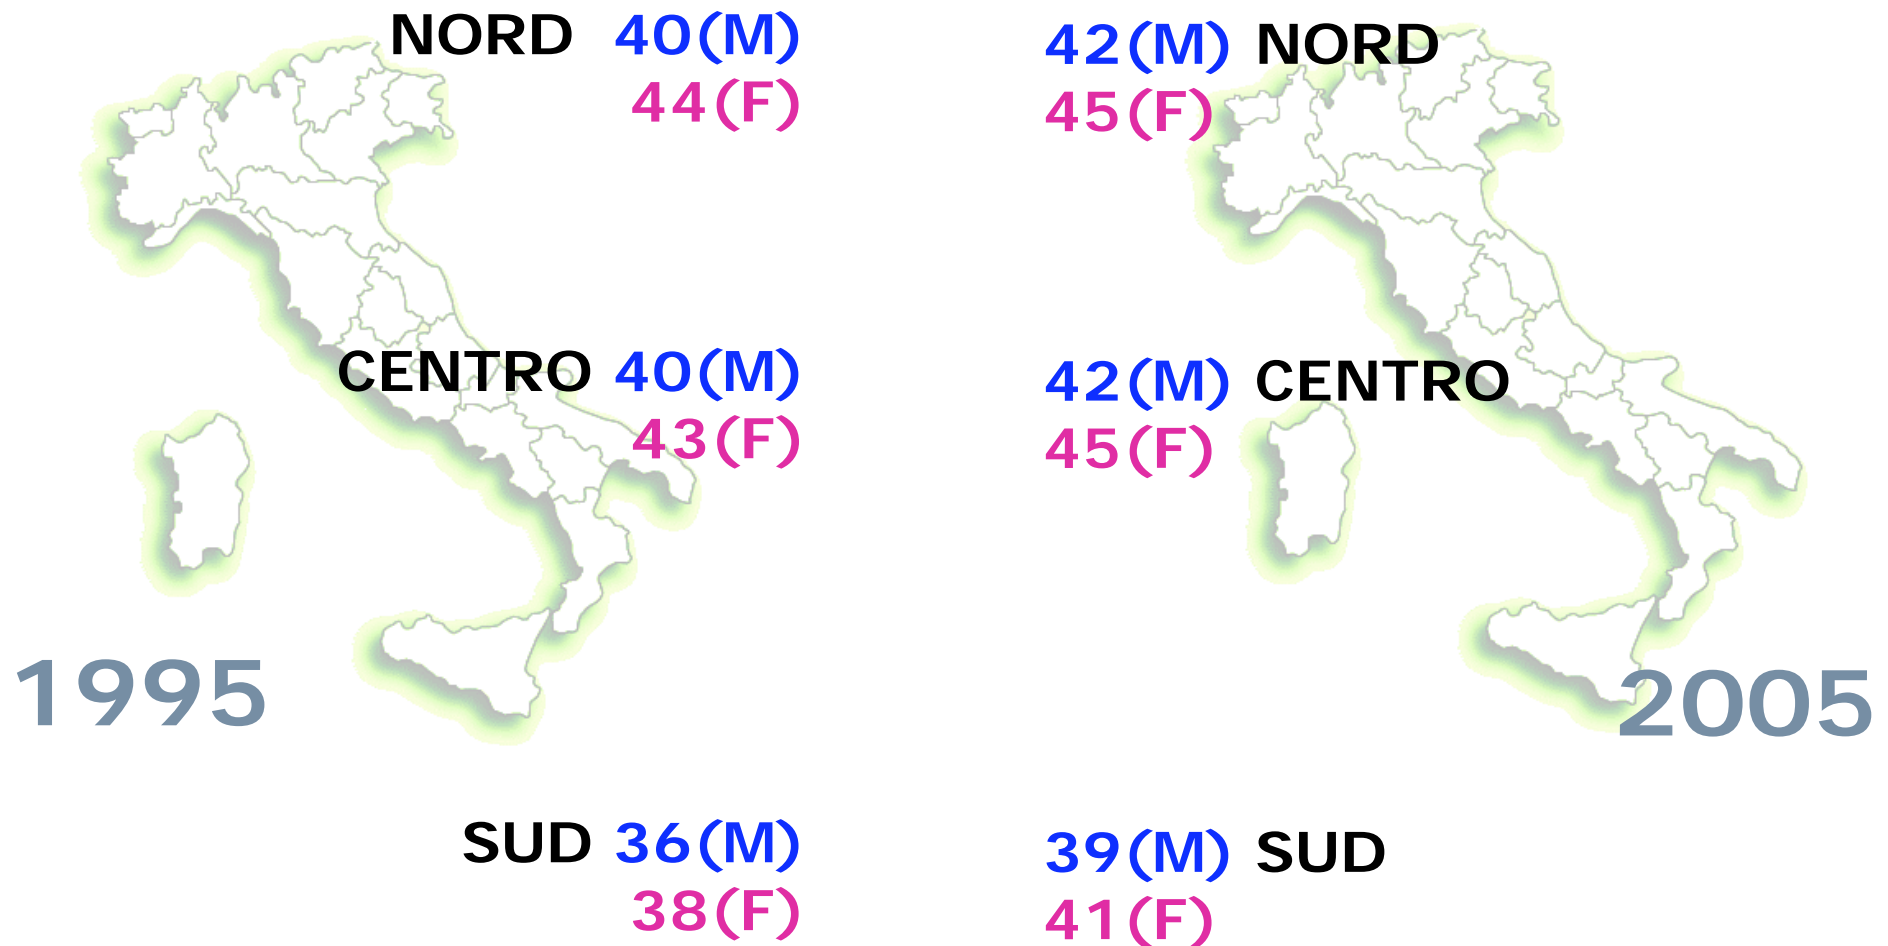 NORD 40(M)
44(F)
CENTRO 40(M)
43(F)
1995
SUD 36(M)
38(F)
42(M) NORD
45(F)
42(M) CENTRO
45(F)
2005
39(M) SUD
41(F)